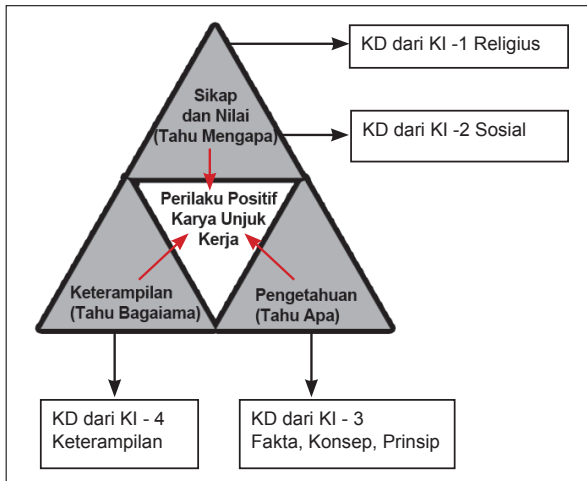 KD dari KI -1 Religius
Sikap
dan Nilai
(Tahu Mengapa)
KD dari KI -2 Sosial
Perilaku Positif
Karya Unjuk
Kerja
Keterampilan
(Tahu Bagaiama)
Pengetahuan
(Tahu Apa)
KD dari KI - 4
Keterampilan
KD dari KI - 3
Fakta, Konsep, Prinsip